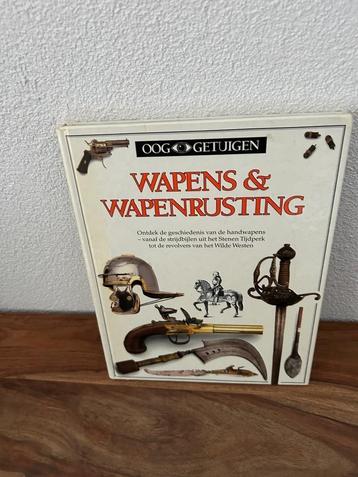 OOG GETUIGEN
WAPENS &
WAPENRUSTING
Ontdek de geschiedenis van de handwapens
– vanaf de strijdbijlen uit het Stenen Tijdperk
tot de revolvers van het Wilde Westen